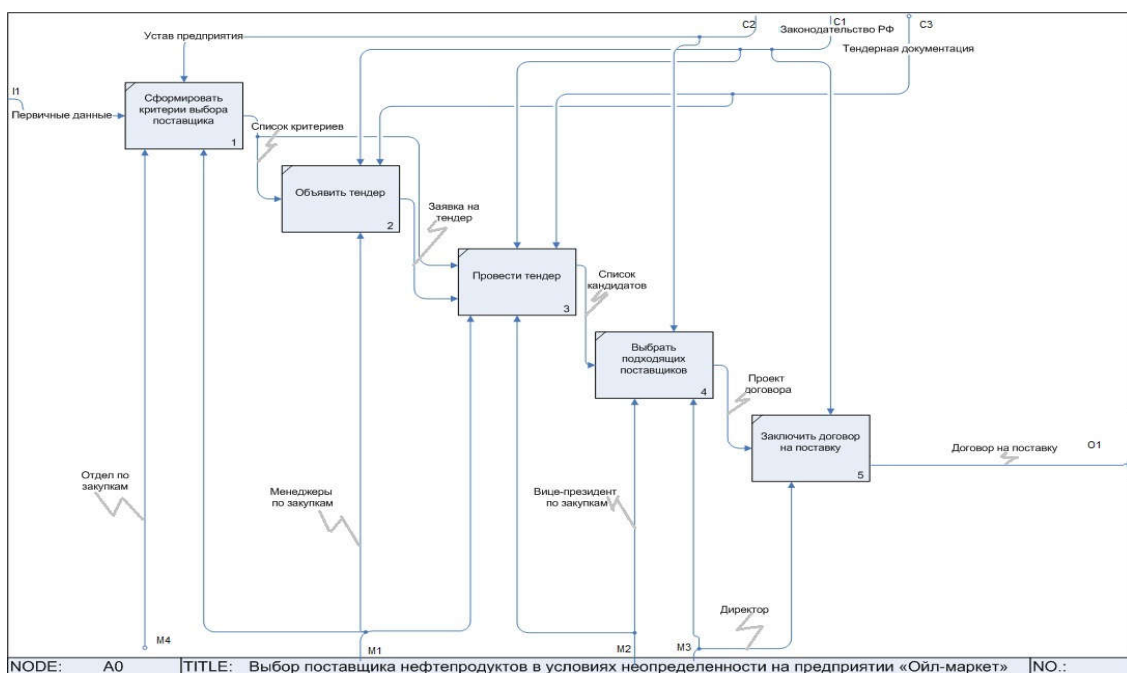 C2
C1
C3
Устав предприятия
Законодательство РФ
Тендерная документация
I1
Первичные данные
Сформировать
критерии выбора
поставщика
1
Список критериев
Объявить тендер
2
Заявка на
тендер
Провести тендер
3
Список
кандидатов
Выбрать
подходящих
поставщиков
4
Проект
договора
Заключить договор
на поставку
5
Договор на поставку
O1
Отдел по
закупкам
Менеджеры
по закупкам
Вице-президент
по закупкам
Директор
M4
M1
M2
M3
NODE: A0
TITLE: Выбор поставщика нефтепродуктов в условиях неопределенности на предприятии «Ойл-маркет»
NO.: